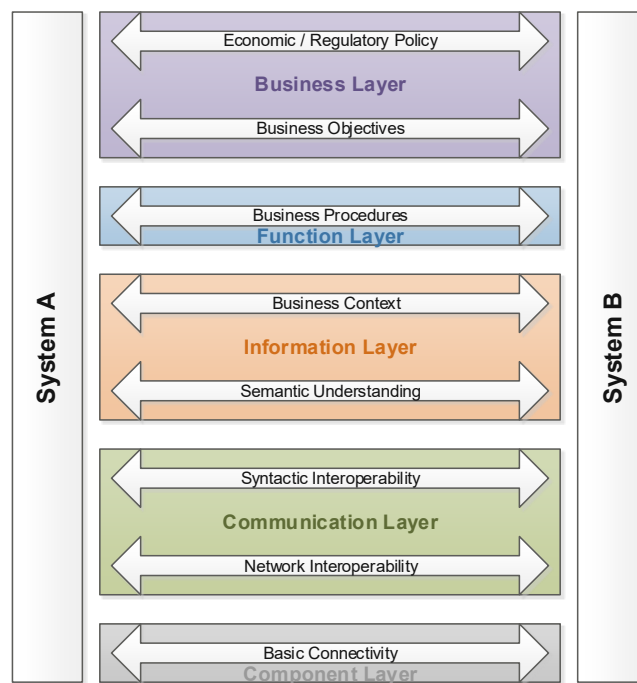 System A
Economic / Regulatory Policy
Business Layer
Business Objectives
Business Procedures
Function Layer
Business Context
Information Layer
Semantic Understanding
Syntactic Interoperability
Communication Layer
Network Interoperability
Basic Connectivity
Component Layer
System B